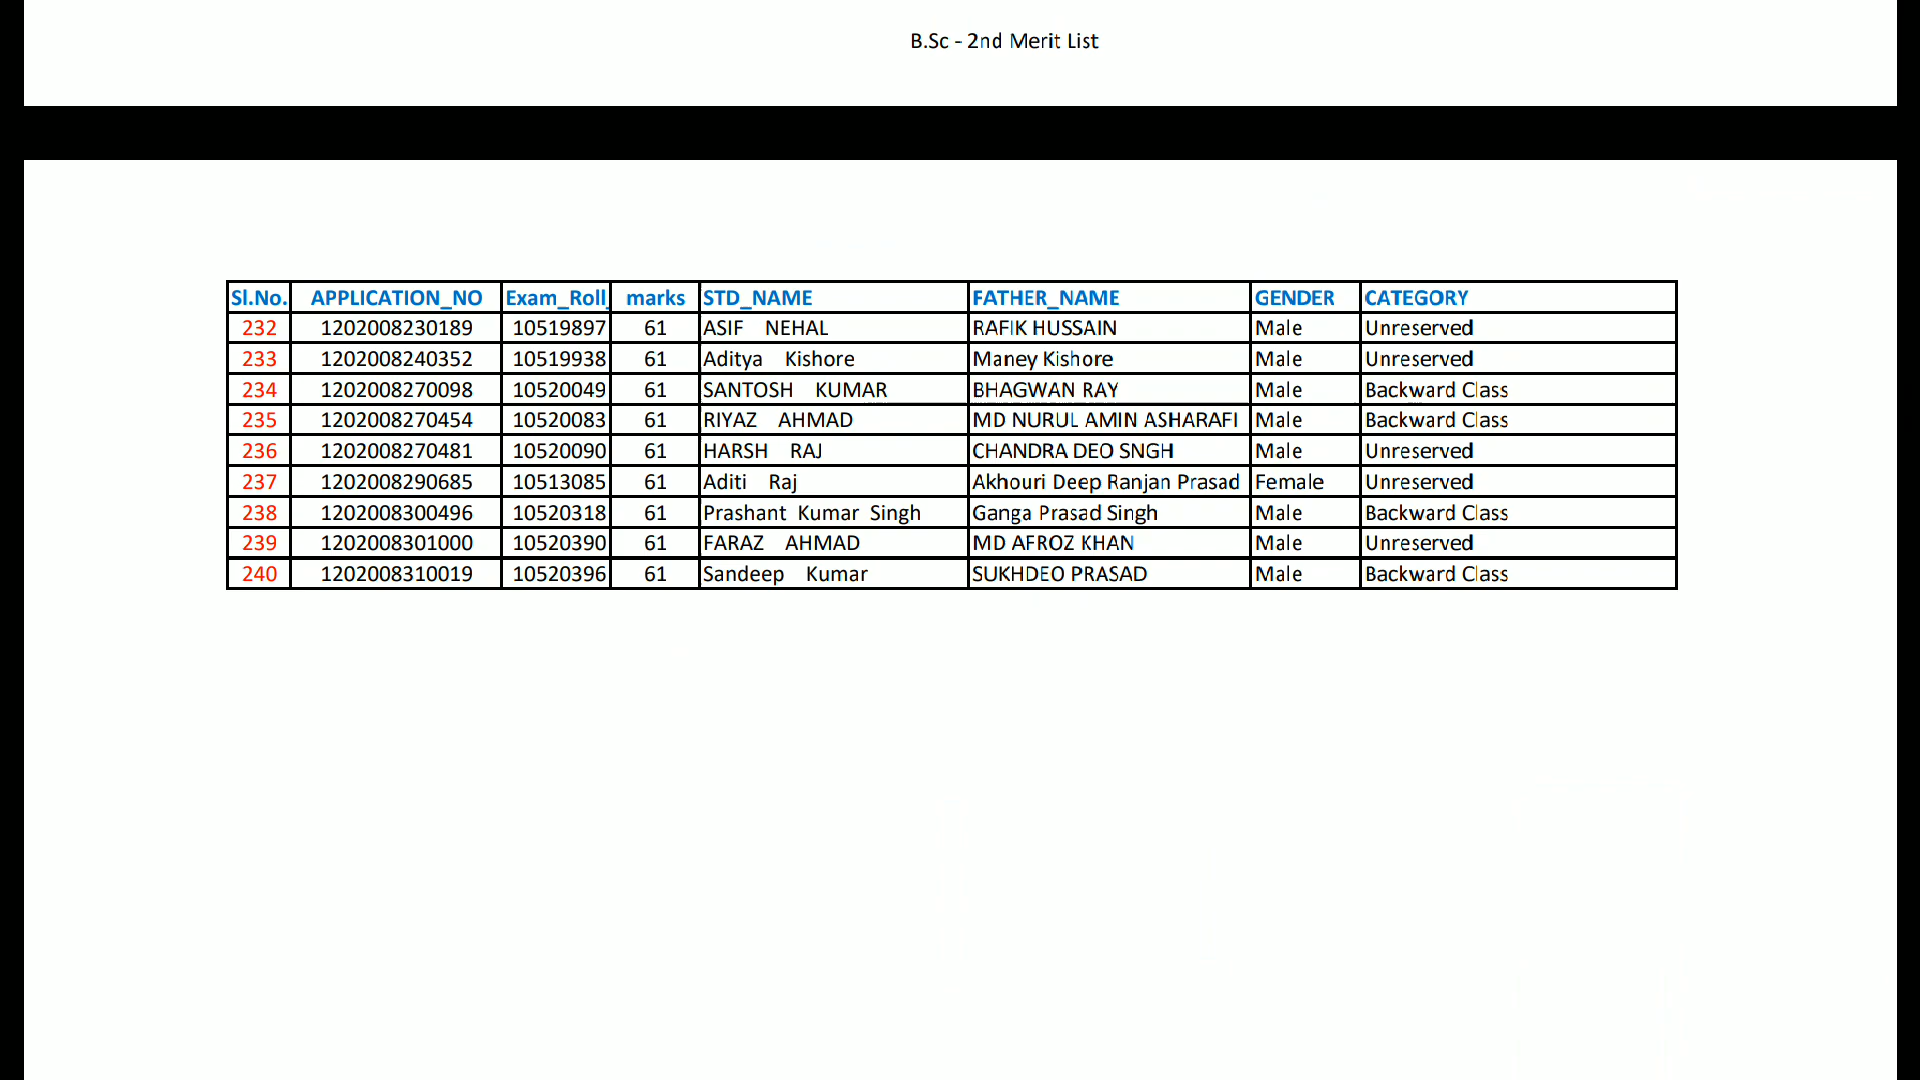 B.Sc - 2nd Merit List
Sl.No. APPLICATION_NO Exam_Roll_ marks STD_NAME FATHER_NAME GENDER CATEGORY
232 1202008230189 10519897 61 ASIF NEHAL RAFIK HUSSAIN Male Unreserved
233 1202008240352 10519938 61 Aditya Kishore Maney Kishore Male Unreserved
234 1202008270098 10520049 61 SANTOSH KUMAR BHAGWAN RAY Male Backward Class
235 1202008270454 10520083 61 RIYAZ AHMAD MD NURUL AMIN ASHARAFI Male Backward Class
236 1202008270481 10520090 61 HARSH RAJ CHANDRA DEO SNGH Male Unreserved
237 1202008290685 10513085 61 Aditi Raj Akhouri Deep Ranjan Prasad Female Unreserved
238 1202008300496 10520318 61 Prashant Kumar Singh Ganga Prasad Singh Male Backward Class
239 1202008301000 10520390 61 FARAZ AHMAD MD AFROZ KHAN Male Unreserved
240 1202008310019 10520396 61 Sandeep Kumar SUKHDEO PRASAD Male Backward Class